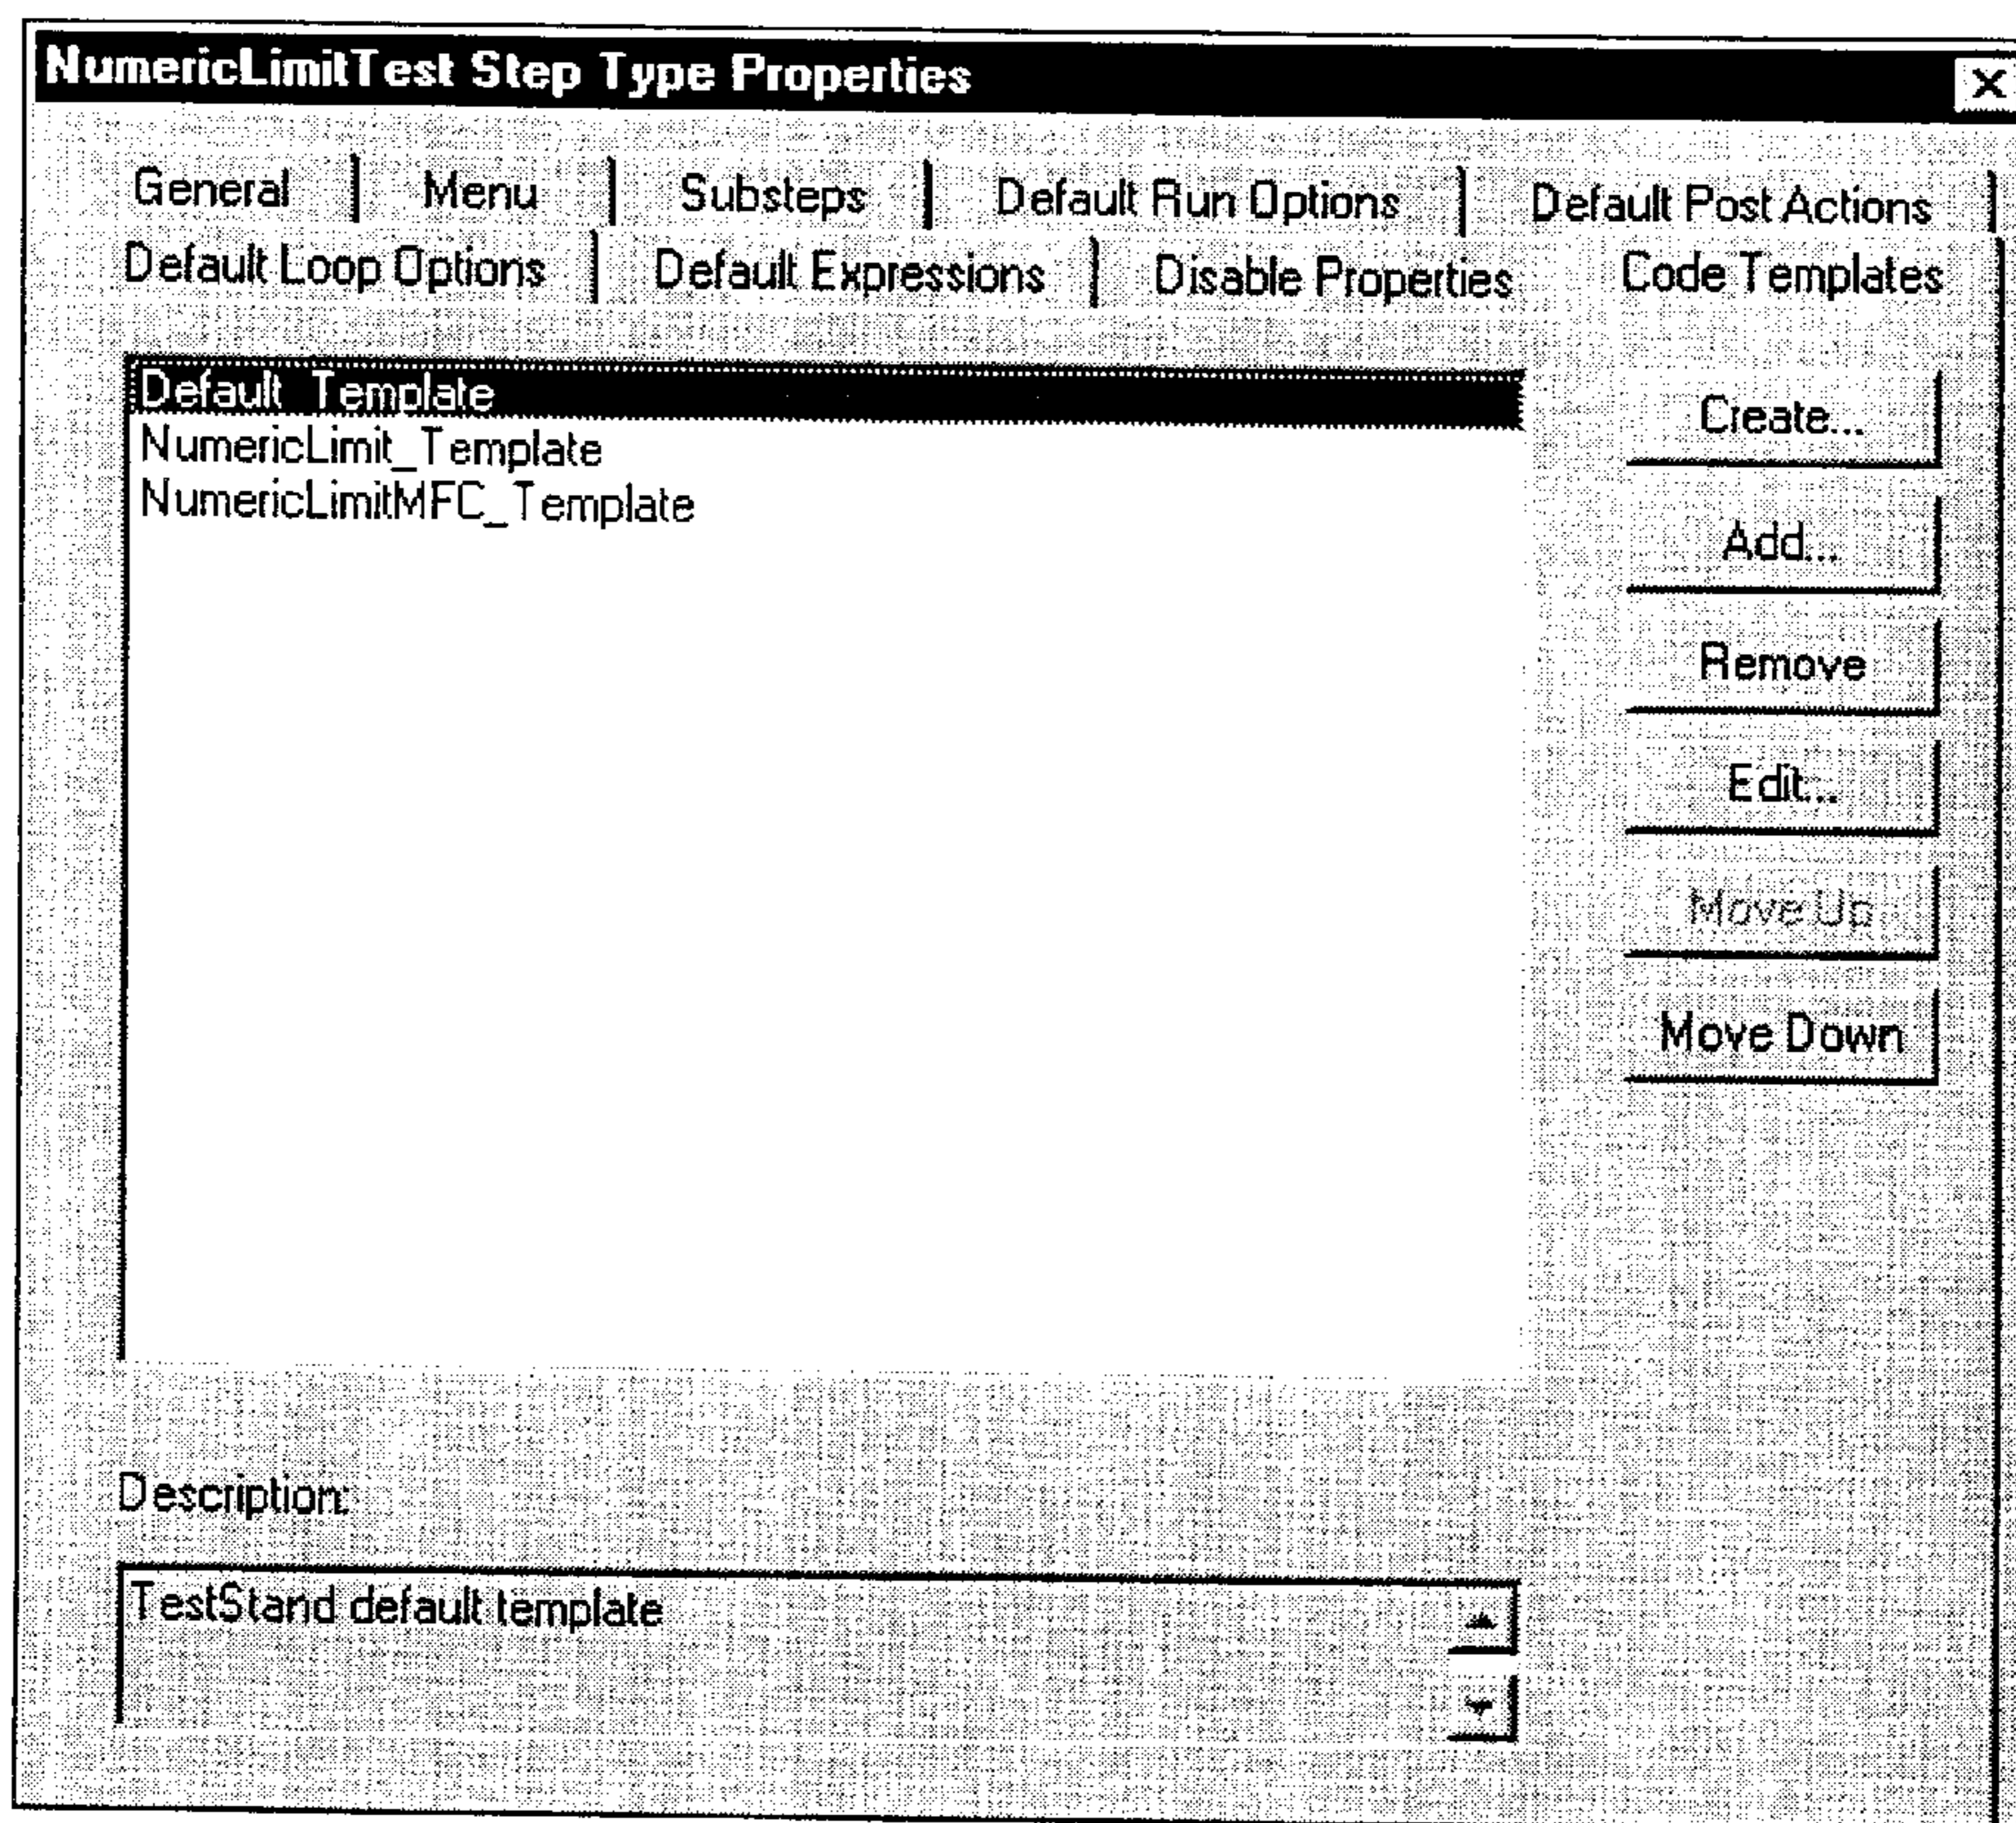 NumericLimitTest Step Type Properties
General Menu Substeps Default Run Options Default Post Actions
Default Loop Options Default Expressions Disable Properties Code Templates
Default_Template
NumericLimit_Template
NumericLimitMFC_Template
Create...
Add...
Remove
Edit...
Move Up
Move Down
Description:
TestStand default template